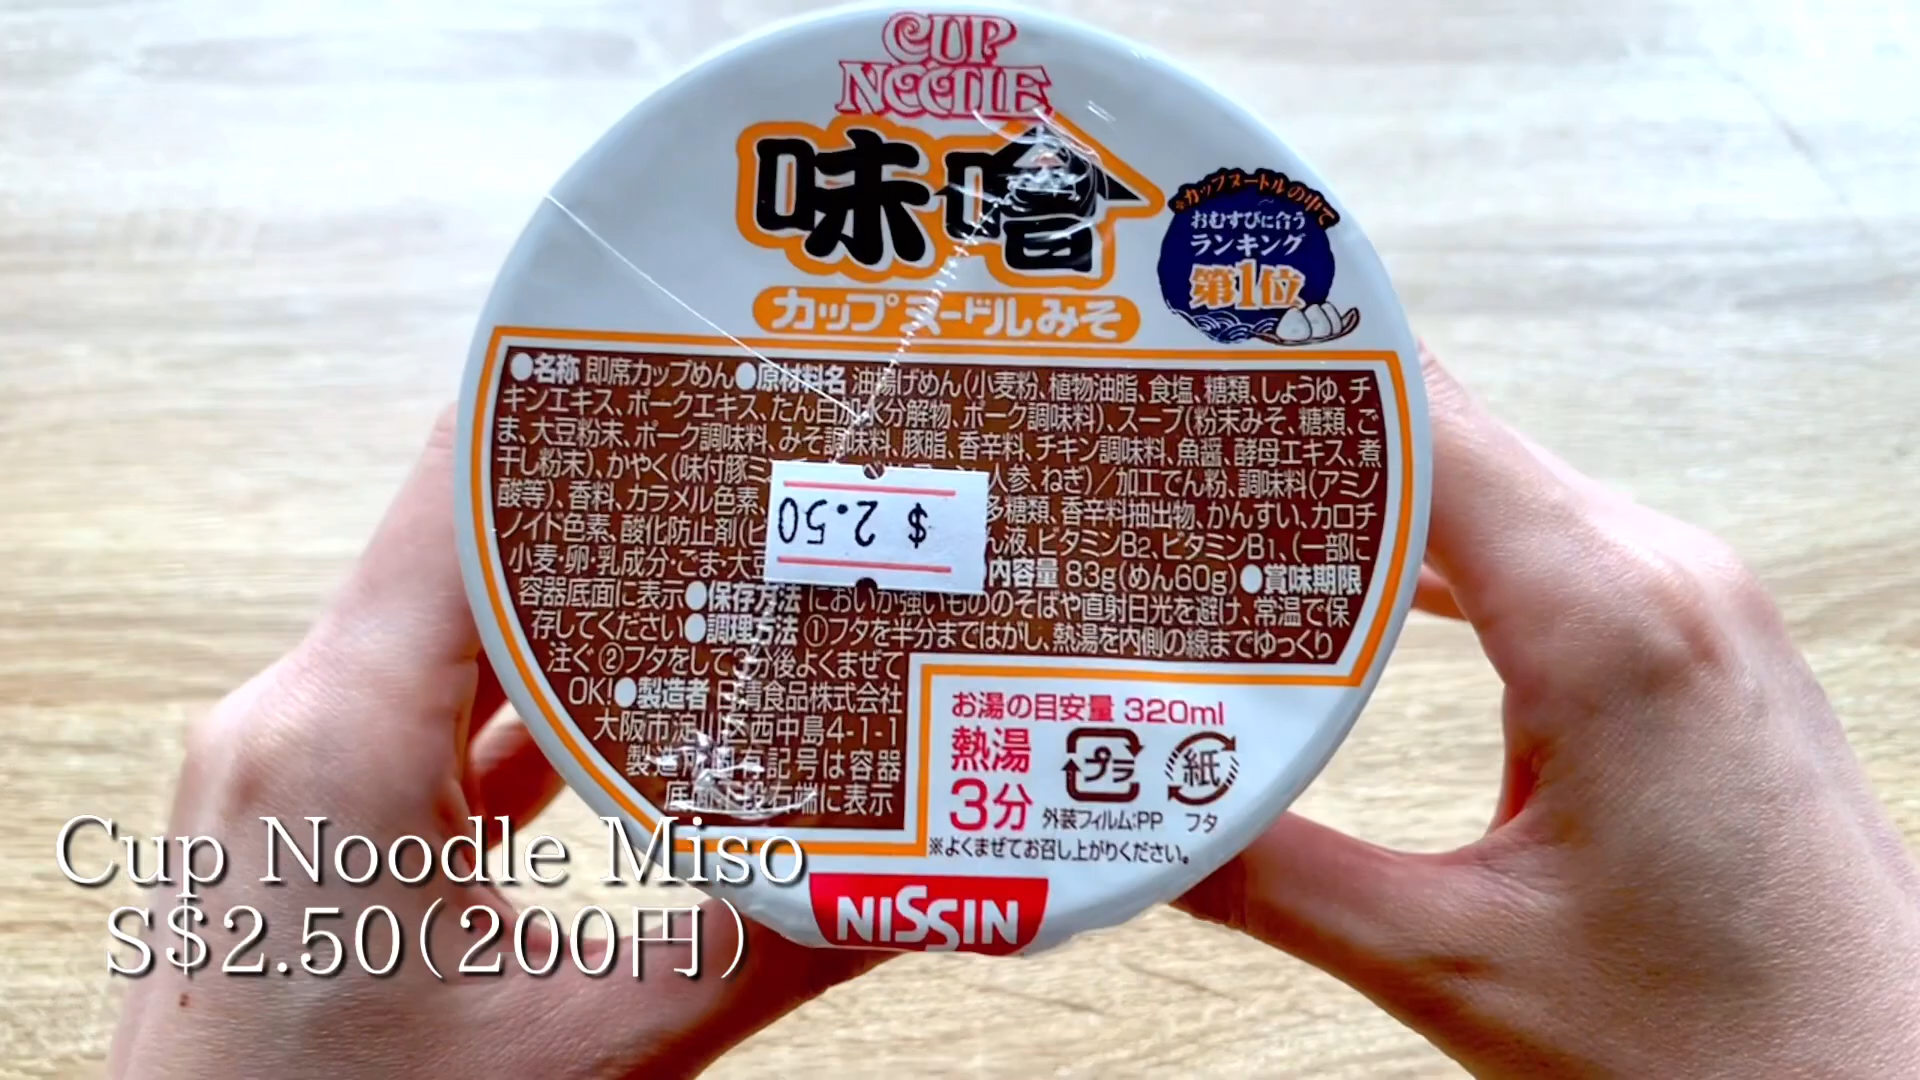 CUP
NOODLE
味噌
カップヌードルみそ
※カップヌードルの中で
おむすびに合う
ランキング
第1位
●名称 即席カップめん●原材料名 油揚げめん(小麦粉、植物油脂、食塩、糖類、しょうゆ、チ
キンエキス、ポークエキス、たん白加水分解物、ポーク調味料)、スープ(粉末みそ、糖類、ご
ま、大豆粉末、ポーク調味料、みそ調味料、豚脂、香辛料、チキン調味料、魚醤、酵母エキス、煮
干し粉末)、かやく(味付豚ミ 人参、ねぎ)/加工でん粉、調味料(アミノ
酸等)、香料、カラメル色素、 多糖類、香辛料抽出物、かんすい、カロチ
ノイド色素、酸化防止剤(ビ ん液、ビタミンB2、ビタミンB1、(一部に
小麦・卵・乳成分・ごま・大豆 内容量 83g(めん60g)●賞味期限
容器底面に表示●保存方法 においが強いもののそばや直射日光を避け、常温で保
存してください●調理方法 ①フタを半分まではがし、熱湯を内側の線までゆっくり
注ぐ②フタをして3分後よくまぜて
OK!●製造者 日清食品株式会社
大阪市淀川区西中島4-1-1
製造所固有記号は容器
底面下段右端に表示
$2.50
お湯の目安量 320ml
熱湯
3分
プラ
紙
外装フィルム:PP フタ
※よくまぜてお召し上がりください。
NISSIN
Cup Noodle Miso
S$2.50(200円)